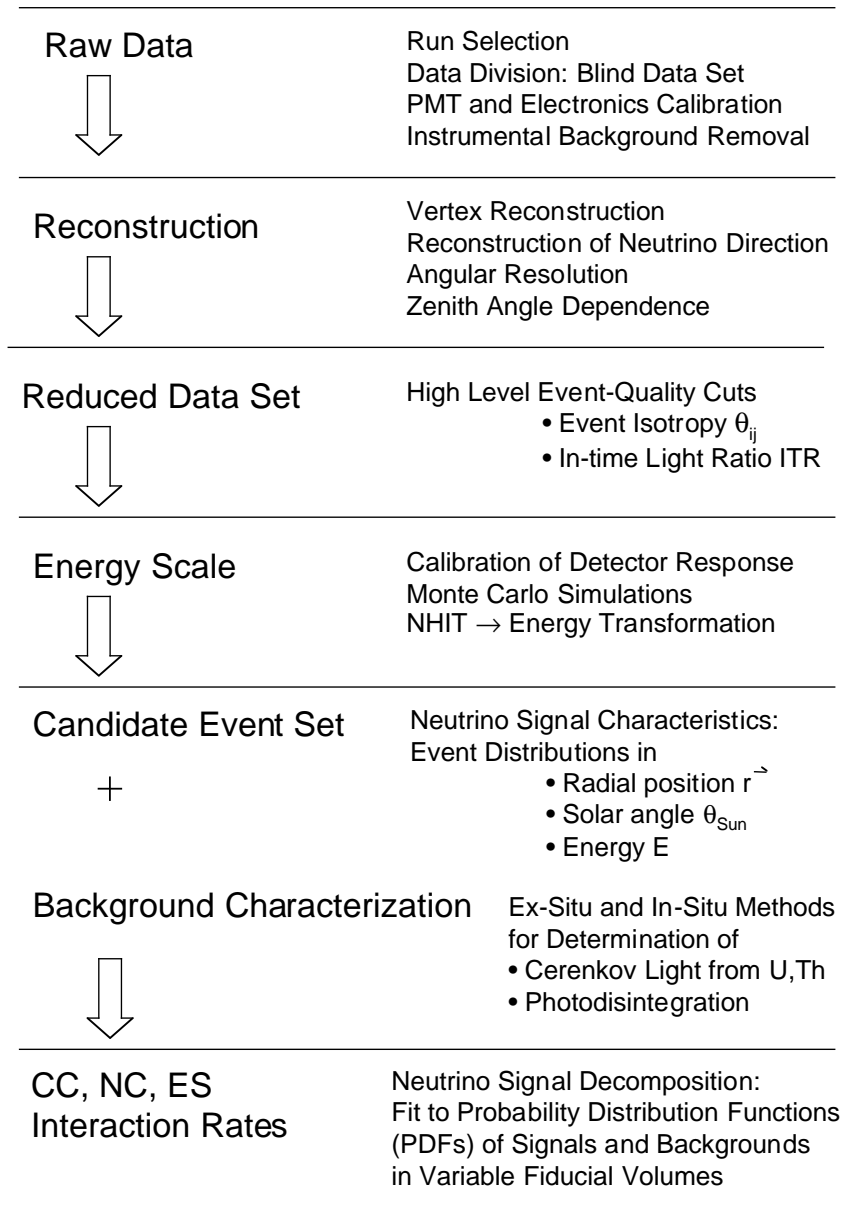 Raw Data
Run Selection
Data Division: Blind Data Set
PMT and Electronics Calibration
Instrumental Background Removal
Reconstruction
Vertex Reconstruction
Reconstruction of Neutrino Direction
Angular Resolution
Zenith Angle Dependence
Reduced Data Set
High Level Event-Quality Cuts
• Event Isotropy θij
• In-time Light Ratio ITR
Energy Scale
Calibration of Detector Response
Monte Carlo Simulations
NHIT → Energy Transformation
Candidate Event Set
+
Neutrino Signal Characteristics:
Event Distributions in
• Radial position r⇀
• Solar angle θSun
• Energy E
Background Characterization
Ex-Situ and In-Situ Methods
for Determination of
• Cerenkov Light from U,Th
• Photodisintegration
CC, NC, ES
Interaction Rates
Neutrino Signal Decomposition:
Fit to Probability Distribution Functions
(PDFs) of Signals and Backgrounds
in Variable Fiducial Volumes